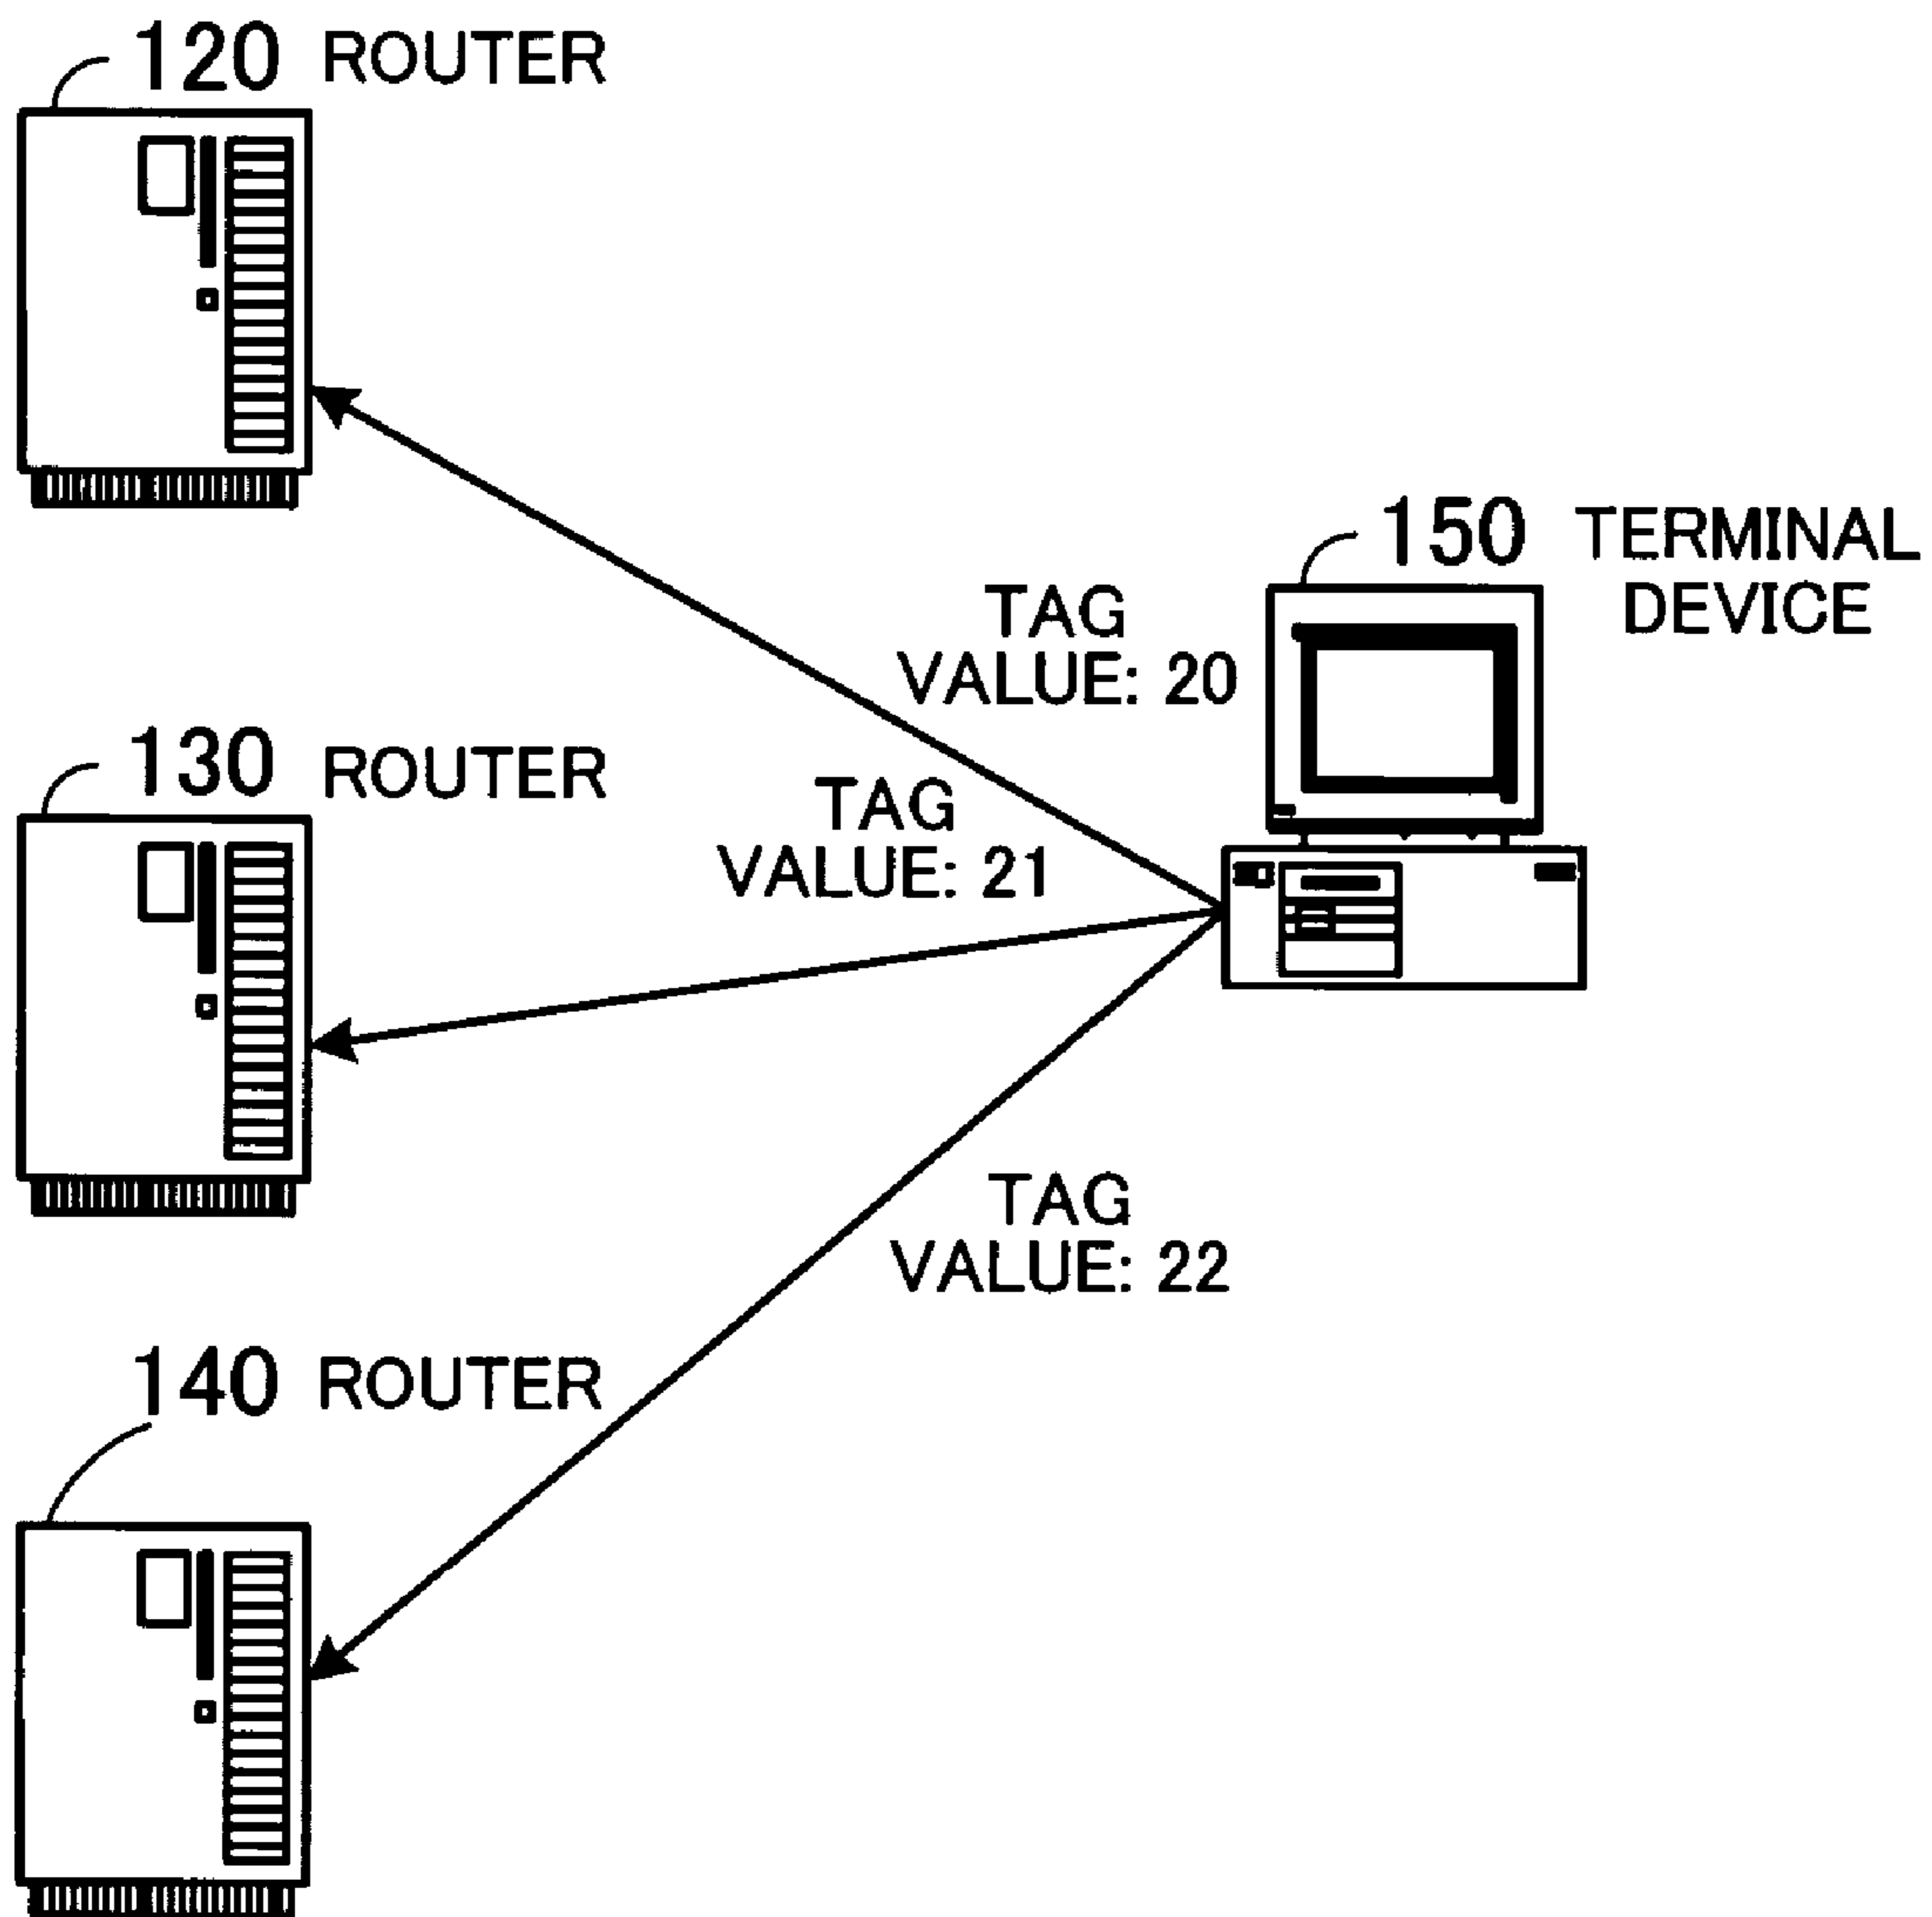 120 ROUTER
150 TERMINAL
DEVICE
TAG
VALUE: 20
130 ROUTER
TAG
VALUE: 21
TAG
VALUE: 22
140 ROUTER